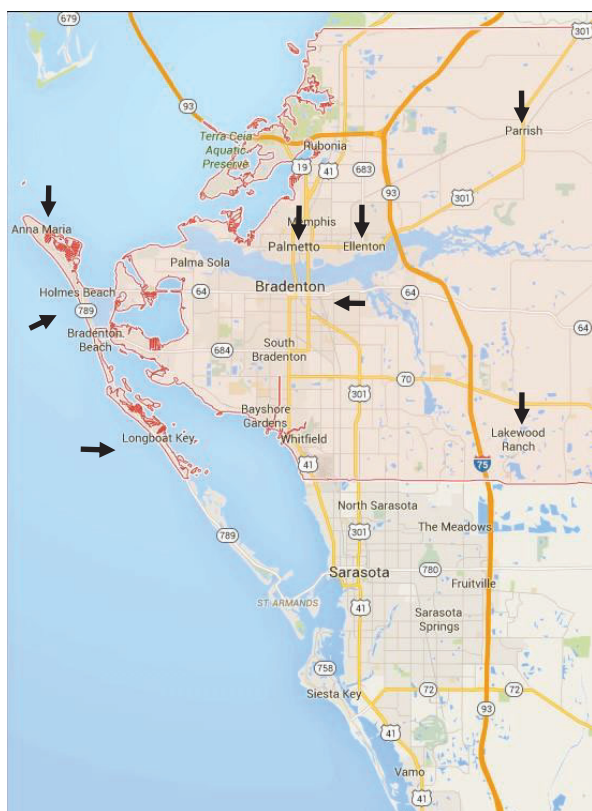 679
301
93
Parrish
Terra Ceia
Aquatic
Preserve
Rubonia
19
41
683
93
301
Anna Maria
Memphis
Palmetto
Ellenton
Palma Sola
Bradenton
Holmes Beach
64
64
789
64
Bradenton
Beach
684
South
Bradenton
70
301
Bayshore
Gardens
Longboat Key
Whitfield
Lakewood
Ranch
41
75
North Sarasota
The Meadows
789
301
Sarasota
780
Fruitville
ST ARMANDS
41
Sarasota
Springs
758
Siesta Key
72
72
93
41
Vamo
41